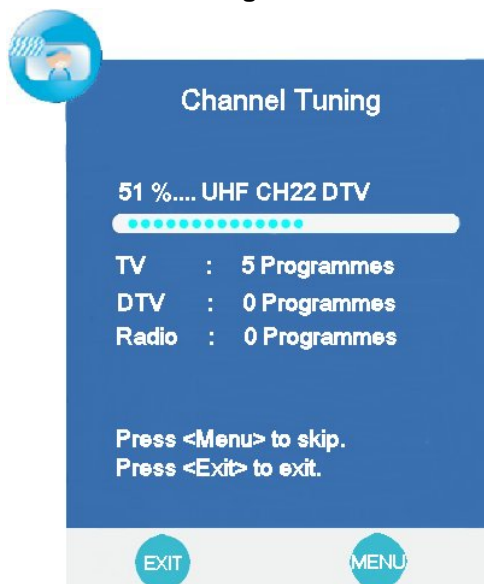 Channel Tuning
51 %.... UHF CH22 DTV
TV : 5 Programmes
DTV : 0 Programmes
Radio : 0 Programmes
Press <Menu> to skip.
Press <Exit> to exit.
EXIT MENU